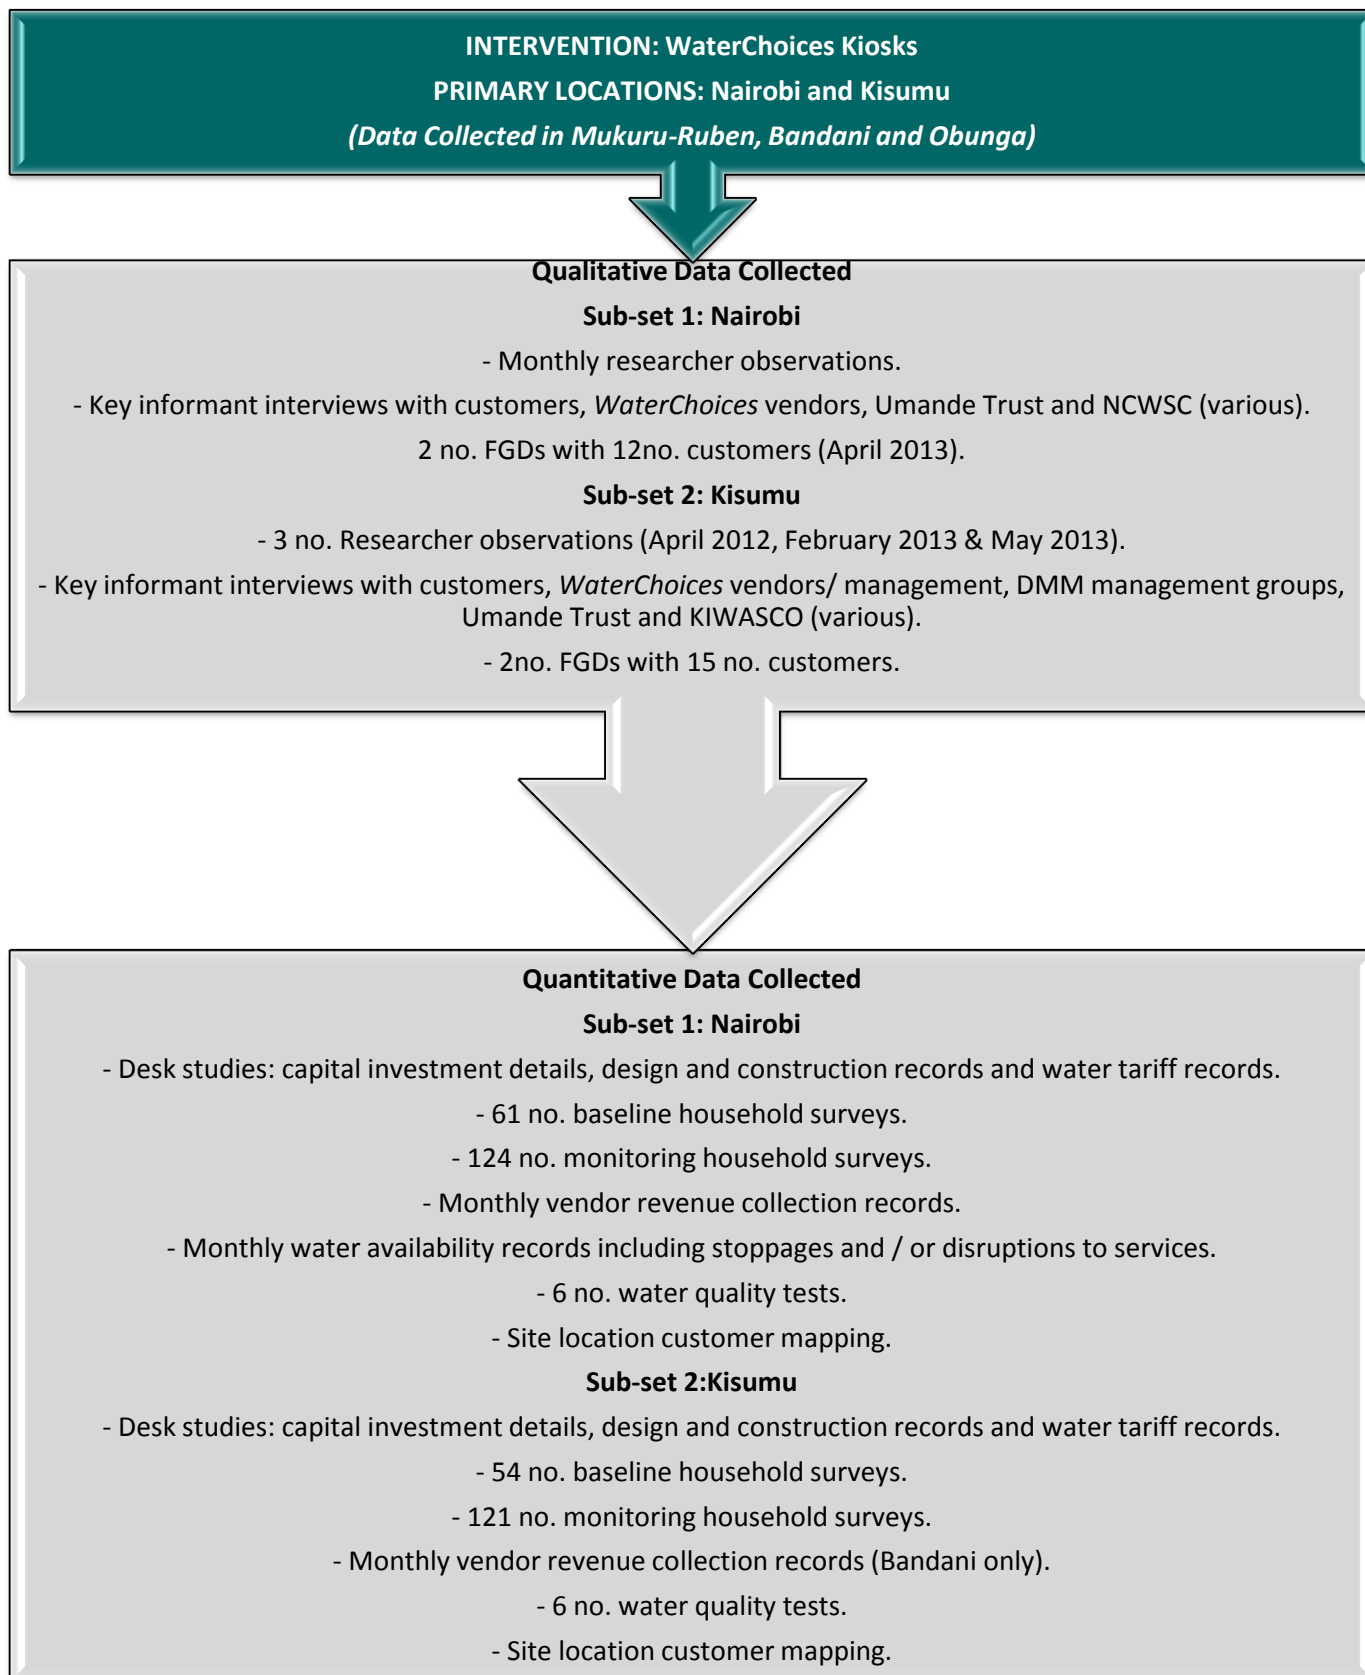 INTERVENTION: WaterChoices Kiosks
PRIMARY LOCATIONS: Nairobi and Kisumu
(Data Collected in Mukuru-Ruben, Bandani and Obunga)
Qualitative Data Collected
Sub-set 1: Nairobi
- Monthly researcher observations.
- Key informant interviews with customers, WaterChoices vendors, Umande Trust and NCWSC (various).
2 no. FGDs with 12no. customers (April 2013).
Sub-set 2: Kisumu
- 3 no. Researcher observations (April 2012, February 2013 & May 2013).
- Key informant interviews with customers, WaterChoices vendors/ management, DMM management groups,
Umande Trust and KIWASCO (various).
- 2no. FGDs with 15 no. customers.
Quantitative Data Collected
Sub-set 1: Nairobi
- Desk studies: capital investment details, design and construction records and water tariff records.
- 61 no. baseline household surveys.
- 124 no. monitoring household surveys.
- Monthly vendor revenue collection records.
- Monthly water availability records including stoppages and / or disruptions to services.
- 6 no. water quality tests.
- Site location customer mapping.
Sub-set 2:Kisumu
- Desk studies: capital investment details, design and construction records and water tariff records.
- 54 no. baseline household surveys.
- 121 no. monitoring household surveys.
- Monthly vendor revenue collection records (Bandani only).
- 6 no. water quality tests.
- Site location customer mapping.